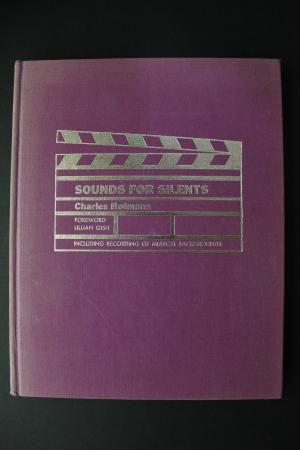 SOUNDS FOR SILENTS
Charles Hofmann
FOREWORD
LILLIAN GISH
INCLUDING RECORDING OF MUSICAL BACKGROUNDS